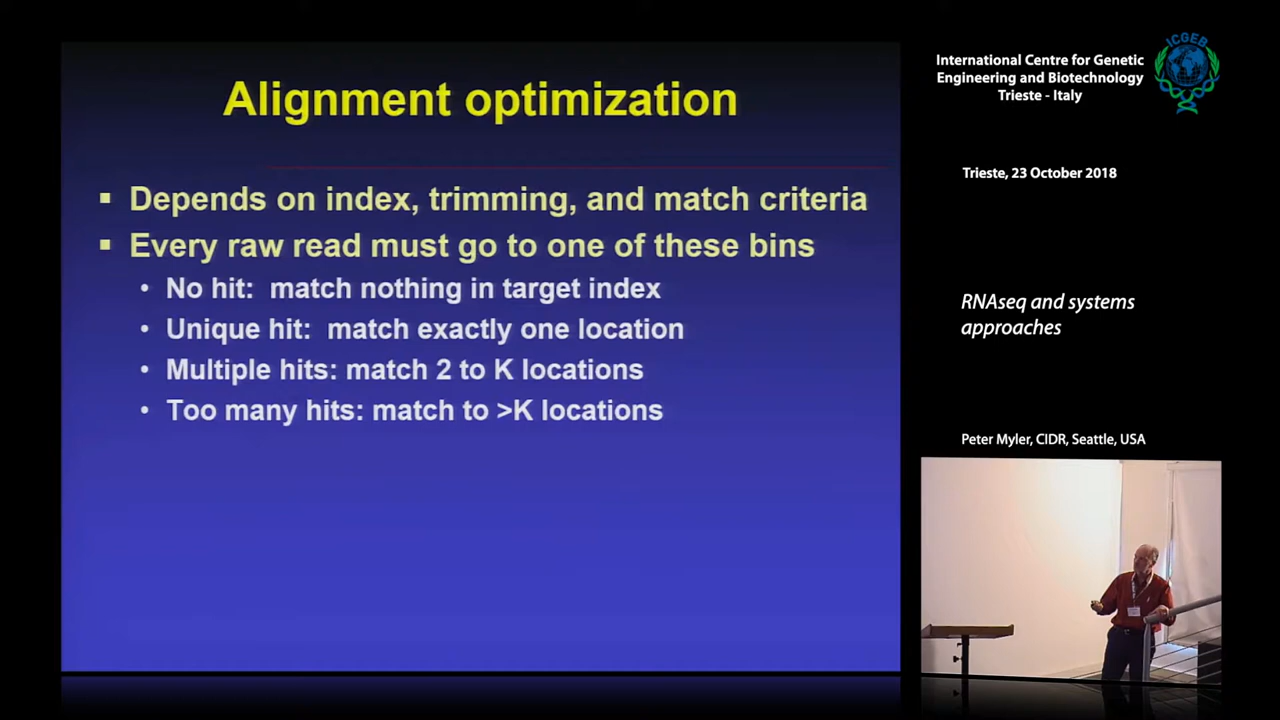 Alignment optimization
▪ Depends on index, trimming, and match criteria
▪ Every raw read must go to one of these bins
• No hit: match nothing in target index
• Unique hit: match exactly one location
• Multiple hits: match 2 to K locations
• Too many hits: match to >K locations
International Centre for Genetic
Engineering and Biotechnology
Trieste - Italy
ICGEB
Trieste, 23 October 2018
RNAseq and systems
approaches
Peter Myler, CIDR, Seattle, USA